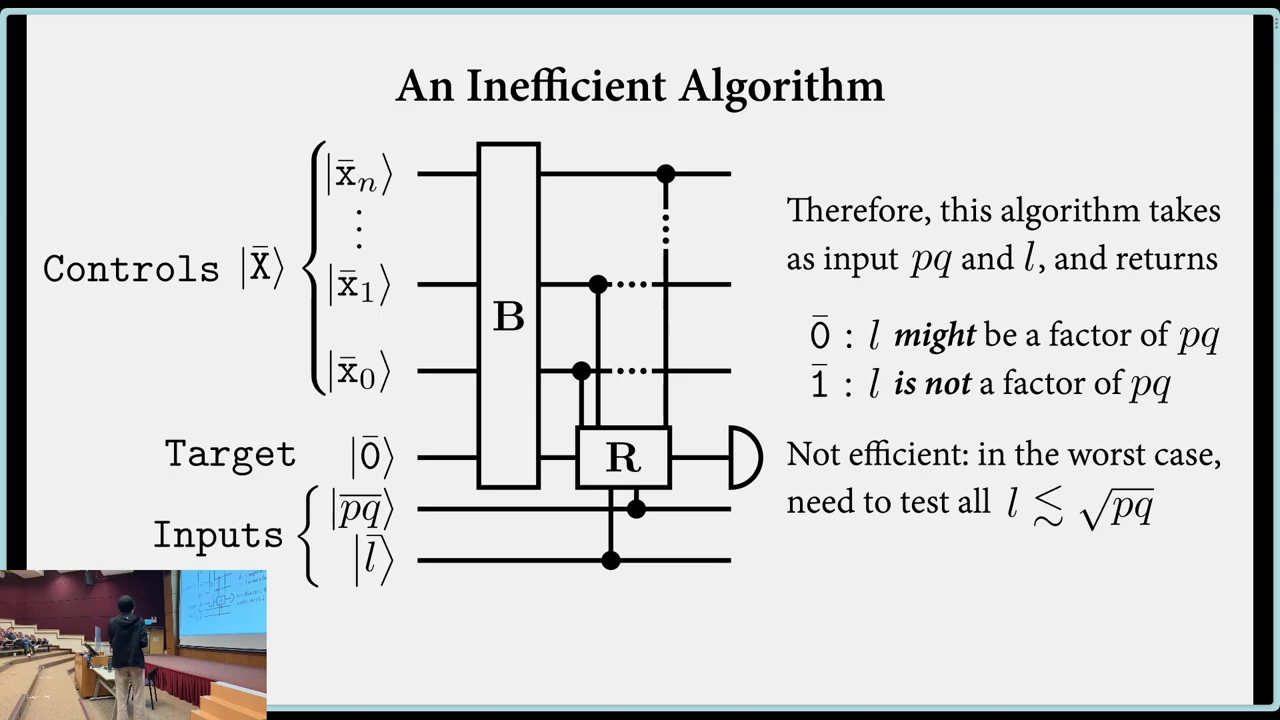 An Inefficient Algorithm
Controls |X̄⟩
|x̄ₙ⟩
⋮
|x̄₁⟩
|x̄₀⟩
B
Target |0̄⟩
R
Inputs
|p̄q̄⟩
|l̄⟩
Therefore, this algorithm takes
as input pq and l, and returns
0̄ : l might be a factor of pq
1̄ : l is not a factor of pq
Not efficient: in the worst case,
need to test all l ≲ √pq